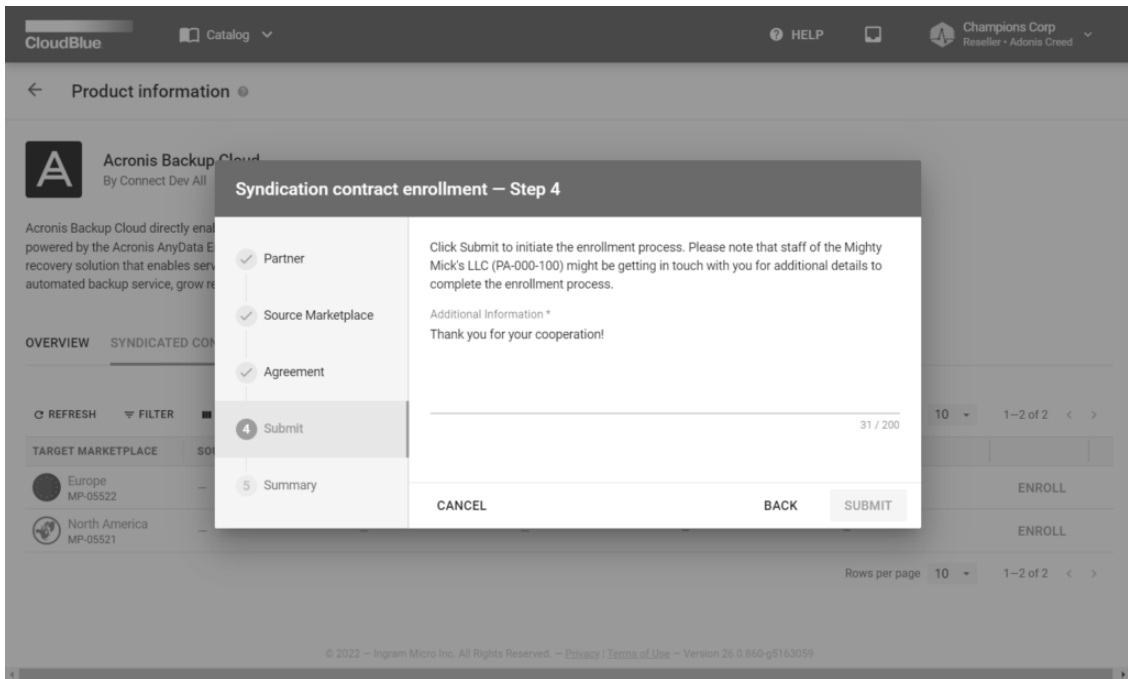 CloudBlue
Catalog
HELP
Champions Corp
Reseller • Adonis Creed
Product information
Acronis Backup Cloud
By Connect Dev All
Acronis Backup Cloud directly enal
powered by the Acronis AnyData E
recovery solution that enables serv
automated backup service, grow re
OVERVIEW SYNDICATED CON
REFRESH FILTER 10 1–2 of 2
TARGET MARKETPLACE SOU
Europe
MP-05522
— ENROLL
North America
MP-05521
— — — — — ENROLL
Rows per page 10 1–2 of 2
Syndication contract enrollment — Step 4
Partner
Source Marketplace
Agreement
4 Submit
5 Summary
Click Submit to initiate the enrollment process. Please note that staff of the Mighty
Mick's LLC (PA-000-100) might be getting in touch with you for additional details to
complete the enrollment process.
Additional Information *
Thank you for your cooperation!
31 / 200
CANCEL BACK SUBMIT
© 2022 — Ingram Micro Inc. All Rights Reserved. — Privacy | Terms of Use — Version 26.0.860-g5163059